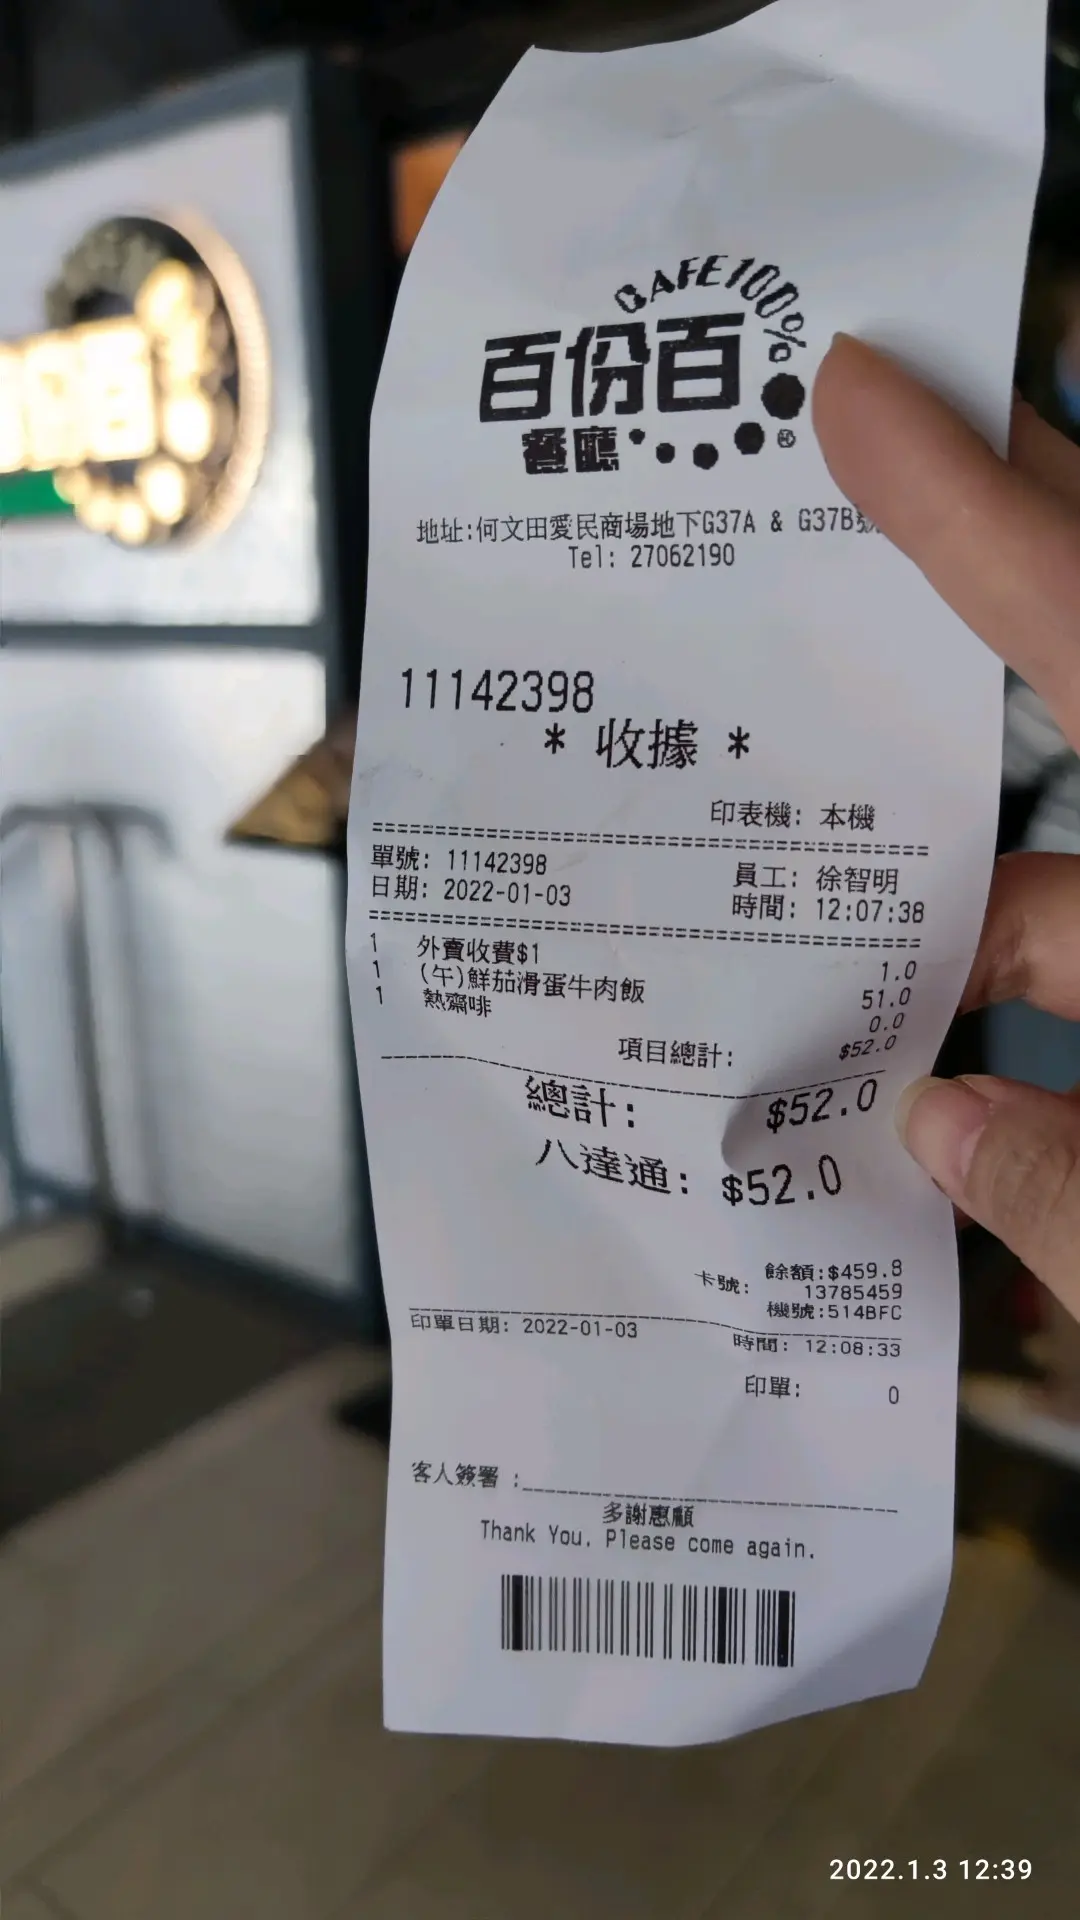 CAFE100%
百份百
餐廳
地址:何文田愛民商場地下G37A & G37B號
Tel: 27062190
11142398
* 收據 *
印表機: 本機
單號: 11142398 員工: 徐智明
日期: 2022-01-03 時間: 12:07:38
1 外賣收費$1 1.0
1 (午)鮮茄滑蛋牛肉飯 51.0
1 熱齋啡 0.0
項目總計: $52.0
總計: $52.0
八達通: $52.0
餘額:$459.8
卡號: 13785459
機號:514BFC
印單日期: 2022-01-03 時間: 12:08:33
印單: 0
客人簽署 :
多謝惠顧
Thank You, Please come again.
2022.1.3 12:39